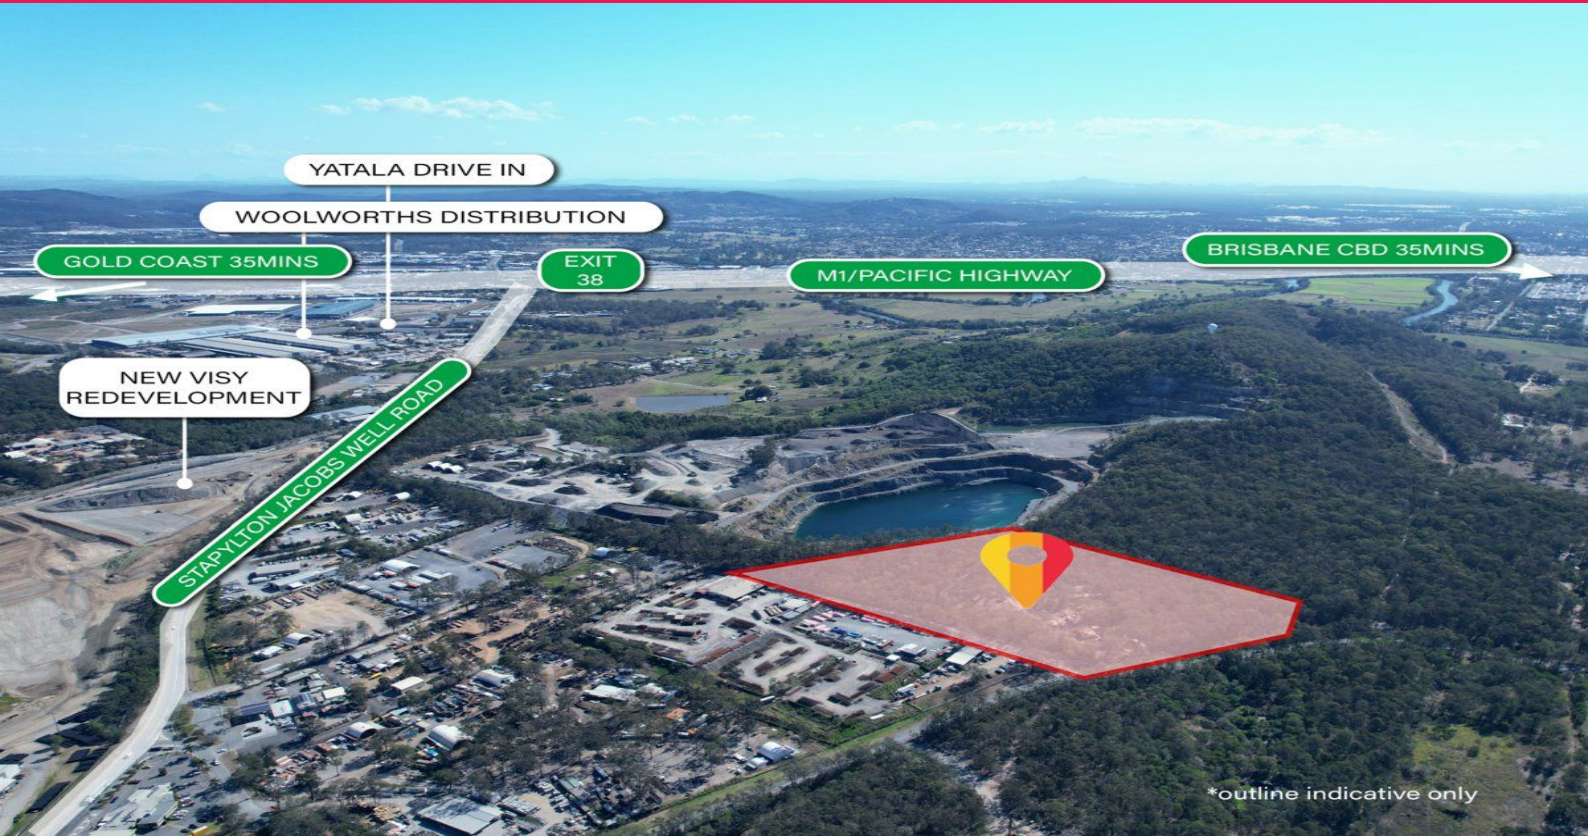 YATALA DRIVE IN
WOOLWORTHS DISTRIBUTION
GOLD COAST 35MINS
EXIT
38
M1/PACIFIC HIGHWAY
BRISBANE CBD 35MINS
NEW VISY
REDEVELOPMENT
STAPYLTON JACOBS WELL ROAD
*outline indicative only